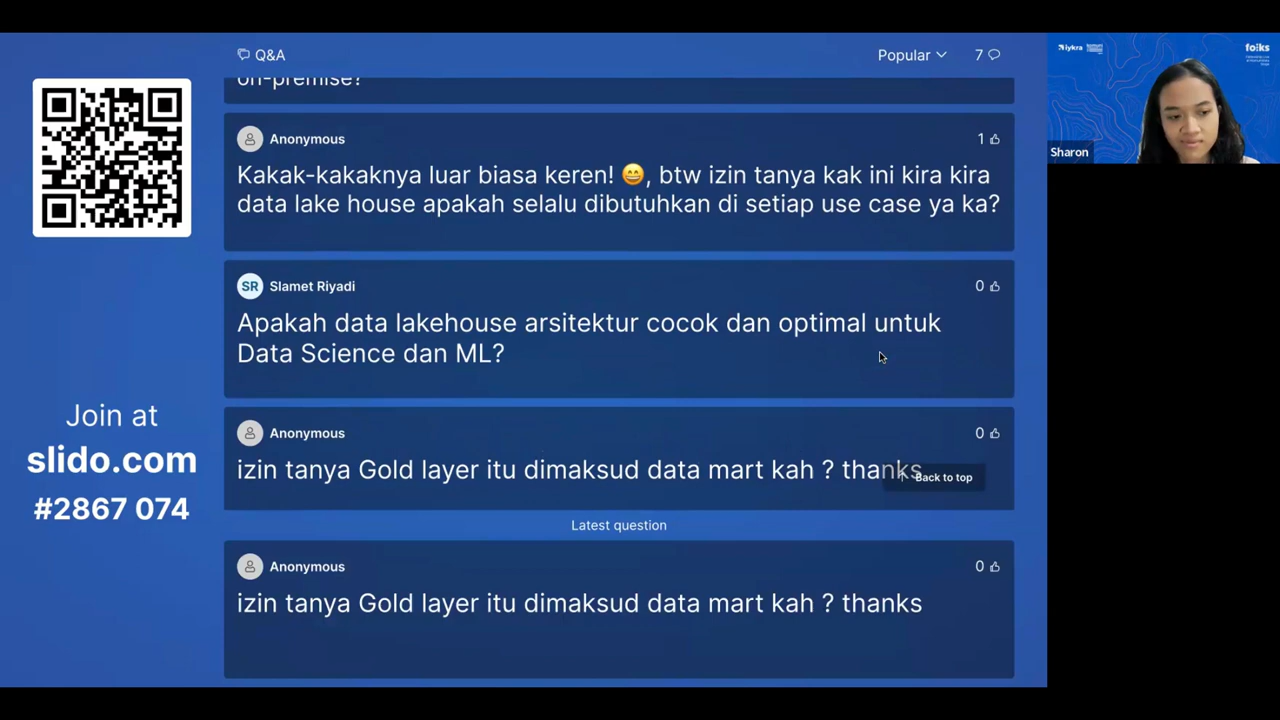 Q&A
Popular
7
on-premise?
Anonymous
1
Kakak-kakaknya luar biasa keren! 😄, btw izin tanya kak ini kira kira
data lake house apakah selalu dibutuhkan di setiap use case ya ka?
SR
Slamet Riyadi
0
Apakah data lakehouse arsitektur cocok dan optimal untuk
Data Science dan ML?
Anonymous
0
izin tanya Gold layer itu dimaksud data mart kah ? thanks
Back to top
Latest question
Anonymous
0
izin tanya Gold layer itu dimaksud data mart kah ? thanks
Join at
slido.com
#2867 074
iykra
foiks
Sharon